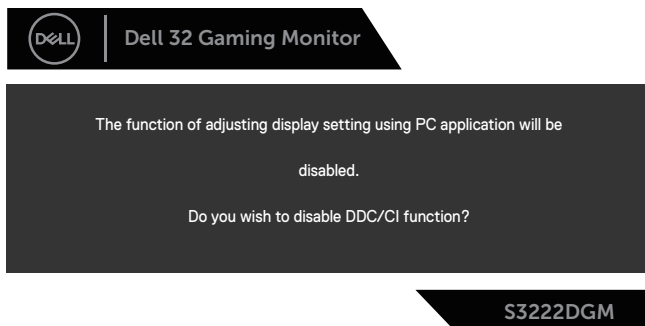 DELL
Dell 32 Gaming Monitor
The function of adjusting display setting using PC application will be
disabled.
Do you wish to disable DDC/CI function?
S3222DGM